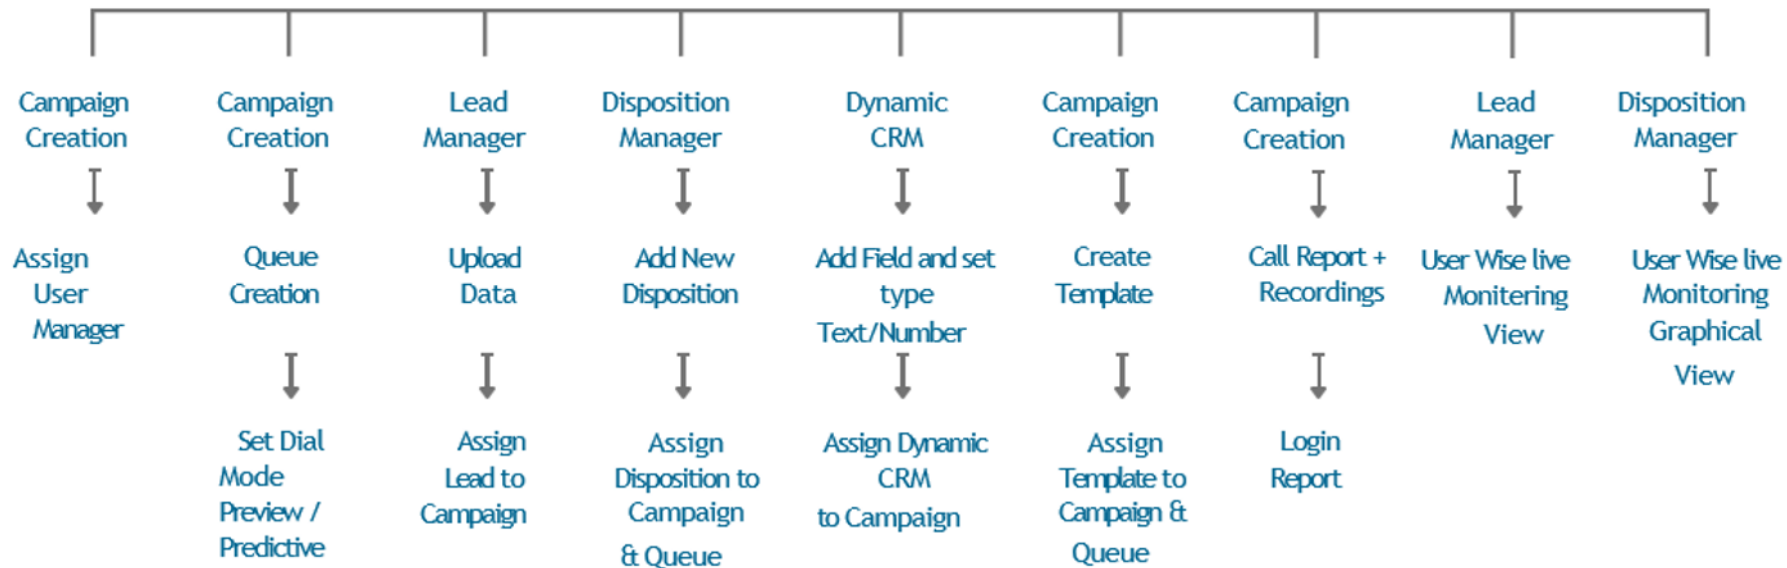 Campaign
Creation
Campaign
Creation
Lead
Manager
Disposition
Manager
Dynamic
CRM
Campaign
Creation
Campaign
Creation
Lead
Manager
Disposition
Manager
Assign
User
Manager
Queue
Creation
Upload
Data
Add New
Disposition
Add Field and set
type
Text/Number
Create
Template
Call Report +
Recordings
User Wise live
Monitering
View
User Wise live
Monitoring
Graphical
View
Set Dial
Mode
Preview /
Predictive
Assign
Lead to
Campaign
Assign
Disposition to
Campaign
& Queue
Assign Dynamic
CRM
to Campaign
Assign
Template to
Campaign &
Queue
Login
Report